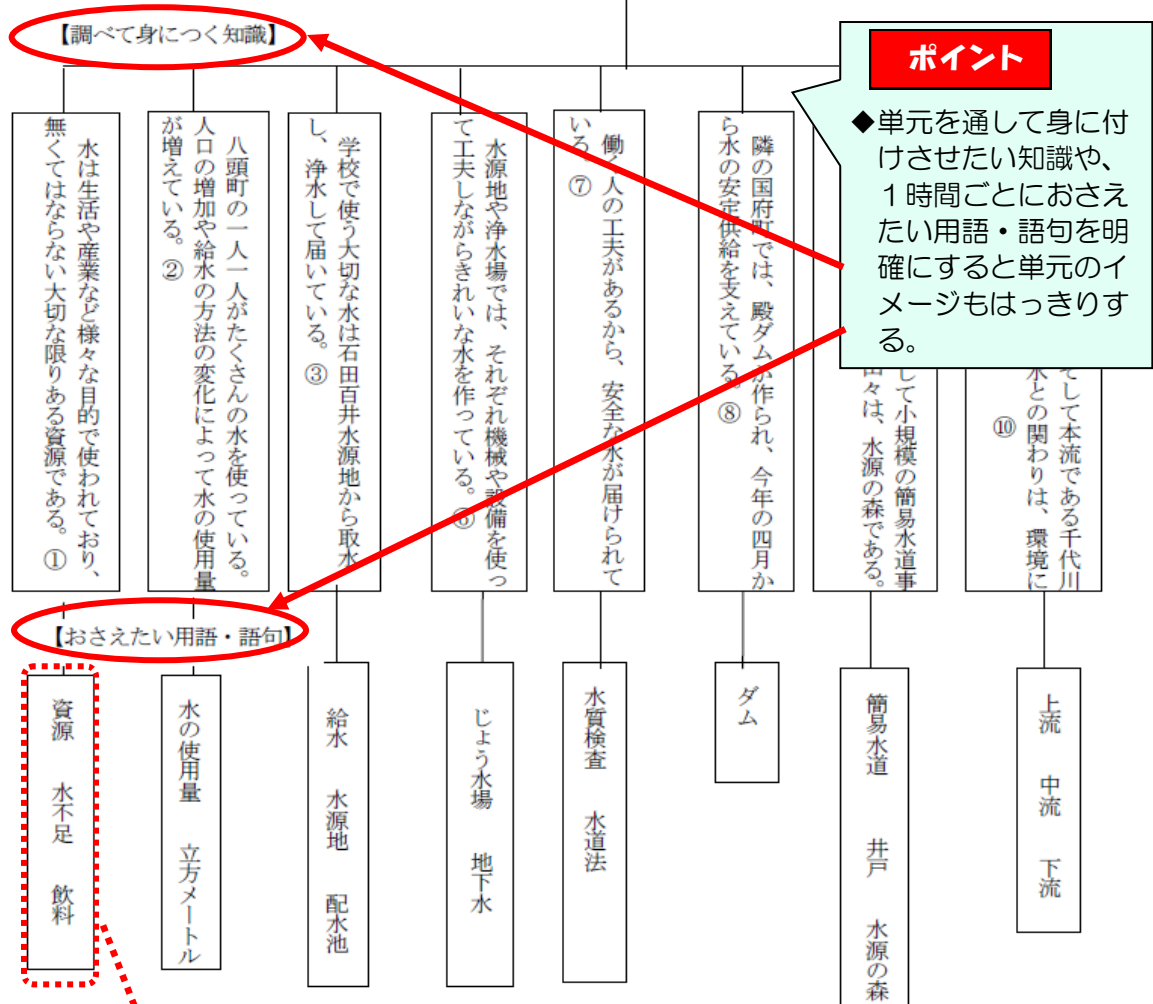 【調べて身につく知識】
ポイント
◆単元を通して身に付
けさせたい知識や、
１時間ごとにおさえ
たい用語・語句を明
確にすると単元のイ
メージもはっきりす
る。
そして本流である千代川
水との関わりは、環境に
⑩
して小規模の簡易水道事
々は、水源の森である。
隣の国府町では、殿ダムが作られ、今年の四月か
ら水の安定供給を支えている。⑧
働く人の工夫があるから、安全な水が届けられて
いる。⑦
水源地や浄水場では、それぞれ機械や設備を使っ
て工夫しながらきれいな水を作っている。⑥
学校で使う大切な水は石田百井水源地から取水
し、浄水して届いている。③
八頭町の一人一人がたくさんの水を使っている。
人口の増加や給水の方法の変化によって水の使用量
が増えている。②
水は生活や産業など様々な目的で使われており、
無くてはならない大切な限りある資源である。①
【おさえたい用語・語句】
上流　中流　下流
簡易水道　井戸　水源の森
ダム
水質検査　水道法
じょう水場　地下水
給水　水源地　配水池
水の使用量　立方メートル
資源　水不足　飲料